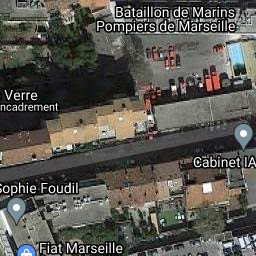 Bataillon de Marins
Pompiers de Marseille
Verre
ncadrement
Cabinet IA
Sophie Foudil
Fiat Marseille